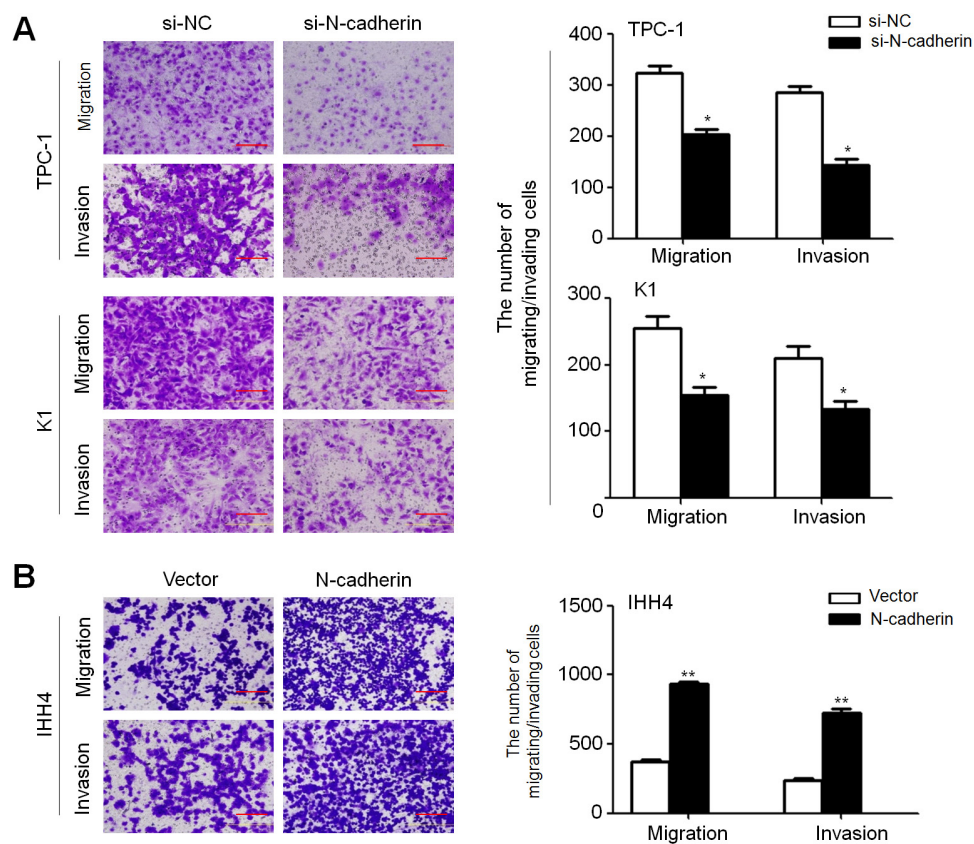 A
si-NC
si-N-cadherin
TPC-1
Migration
Invasion
K1
Migration
Invasion
The number of
migrating/invading cells
TPC-1
si-NC
si-N-cadherin
400
300
200
100
0
*
*
Migration
Invasion
K1
300
200
100
0
*
*
Migration
Invasion
B
Vector
N-cadherin
IHH4
Migration
Invasion
The number of
migrating/invading cells
IHH4
Vector
N-cadherin
1500
1000
500
0
**
**
Migration
Invasion